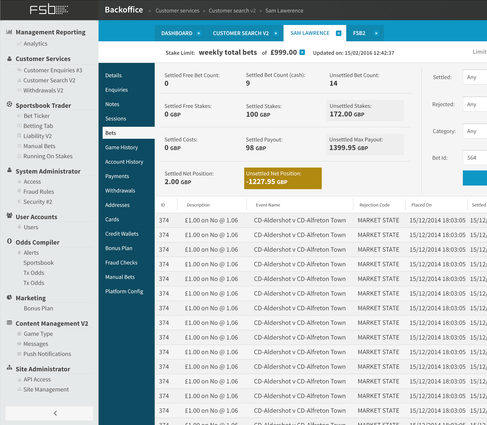 FSB
Backoffice » Customer services » Customer search v2 » Sam Lawerence
DASHBOARD
CUSTOMER SEARCH V2
SAM LAWRENCE
FSB2
Stake Limit: weekly total bets of £999.00 Updated on: 15/02/2016 12:42:37 Limit
Management Reporting
Analytics
Customer Services
Customer Enquiries #3
Customer Search V2
Withdrawals V2
Sportsbook Trader
Bet Ticker
Betting Tab
Liability V2
Manual Bets
Running On Stakes
System Administrator
Access
Fraud Rules
Security #2
User Accounts
Users
Odds Compiler
Alerts
Sportsbook
Tx Odds
Tx Odds
Marketing
Bonus Plan
Content Management V2
Game Type
Messages
Push Notifications
Site Administrator
API Access
Site Management
Details
Enquiries
Notes
Sessions
Bets
Game History
Account History
Payments
Withdrawals
Addresses
Cards
Credit Wallets
Bonus Plan
Fraud Checks
Manual Bets
Platform Config
Settled Free Bet Count: Settled Bet Count (cash): Unsettled Bet Count:
0 9 14
Settled Free Stakes: Settled Stakes: Unsettled Stakes:
0 GBP 100 GBP 172.00 GBP
Settled Costs: Settled Payout: Unsettled Max Payout:
0 GBP 98 GBP 1399.95 GBP
Settled Net Position: Unsettled Net Position:
2.00 GBP -1227.95 GBP
Settled: Any
Rejected: Any
Category: Any
Bet id: 564
ID Description Event Name Rejection Code Placed On Settled
374 £1.00 on No @ 1.06 CD-Aldershot v CD-Alfreton Town MARKET STATE 15/12/2014 18:03:05 15/12/
374 £1.00 on No @ 1.06 CD-Aldershot v CD-Alfreton Town MARKET STATE 15/12/2014 18:03:05 15/12/
374 £1.00 on No @ 1.06 CD-Aldershot v CD-Alfreton Town MARKET STATE 15/12/2014 18:03:05 15/12/
374 £1.00 on No @ 1.06 CD-Aldershot v CD-Alfreton Town MARKET STATE 15/12/2014 18:03:05 15/12/
374 £1.00 on No @ 1.06 CD-Aldershot v CD-Alfreton Town MARKET STATE 15/12/2014 18:03:05 15/12/
374 £1.00 on No @ 1.06 CD-Aldershot v CD-Alfreton Town MARKET STATE 15/12/2014 18:03:05 15/12/
374 £1.00 on No @ 1.06 CD-Aldershot v CD-Alfreton Town MARKET STATE 15/12/2014 18:03:05 15/12/
374 £1.00 on No @ 1.06 CD-Aldershot v CD-Alfreton Town MARKET STATE 15/12/2014 18:03:05 15/12/
374 £1.00 on No @ 1.06 CD-Aldershot v CD-Alfreton Town MARKET STATE 15/12/2014 18:03:05 15/12/
374 £1.00 on No @ 1.06 CD-Aldershot v CD-Alfreton Town MARKET STATE 15/12/2014 18:03:05 15/12/
374 £1.00 on No @ 1.06 CD-Aldershot v CD-Alfreton Town MARKET STATE 15/12/2014 18:03:05 15/12/
374 £1.00 on No @ 1.06 CD-Aldershot v CD-Alfreton Town MARKET STATE 15/12/2014 18:03:05 15/12/
374 £1.00 on No @ 1.06 CD-Aldershot v CD-Alfreton Town MARKET STATE 15/12/2014 18:03:05 15/12/
374 £1.00 on No @ 1.06 CD-Aldershot v CD-Alfreton Town MARKET STATE 15/12/2014 18:03:05 15/12/